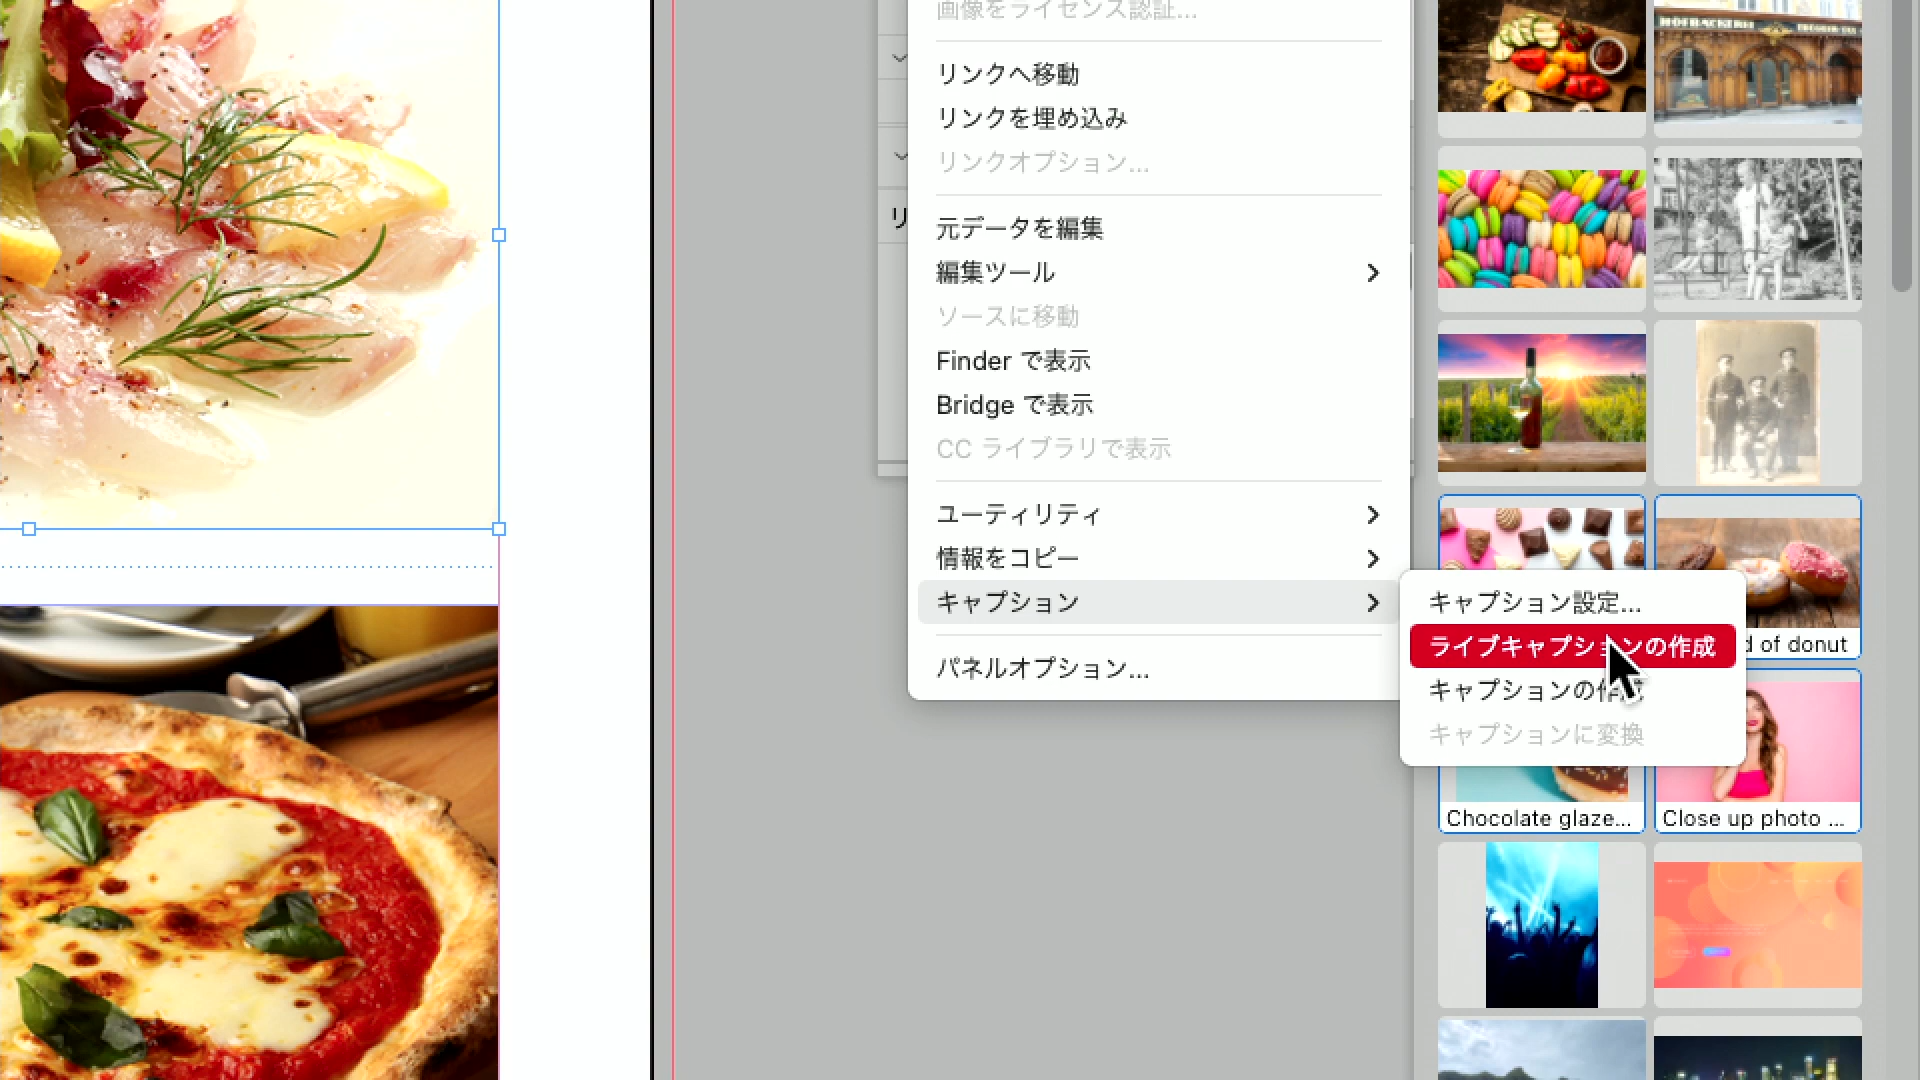 画像をライセンス認証...
リンクへ移動
リンクを埋め込み
リンクオプション...
リ
元データを編集
編集ツール
ソースに移動
Finder で表示
Bridge で表示
CC ライブラリで表示
ユーティリティ
情報をコピー
キャプション
パネルオプション...
キャプション設定...
ライブキャプションの作成
キャプションの作成
キャプションに変換
d of donut
Chocolate glaze...
Close up photo ...
HOFBÄCKEREI